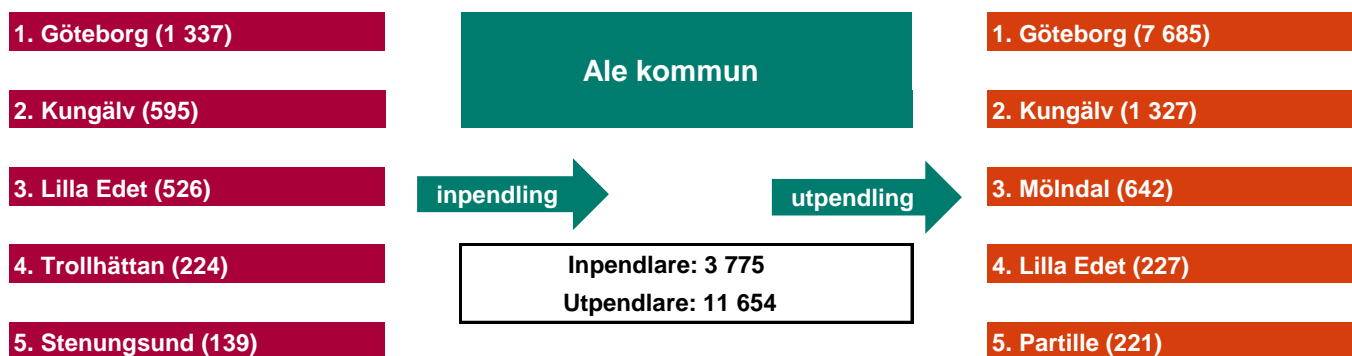 1. Göteborg (1 337)
2. Kungälv (595)
3. Lilla Edet (526)
4. Trollhättan (224)
5. Stenungsund (139)
Ale kommun
inpendling
utpendling
Inpendlare: 3 775
Utpendlare: 11 654
1. Göteborg (7 685)
2. Kungälv (1 327)
3. Mölndal (642)
4. Lilla Edet (227)
5. Partille (221)